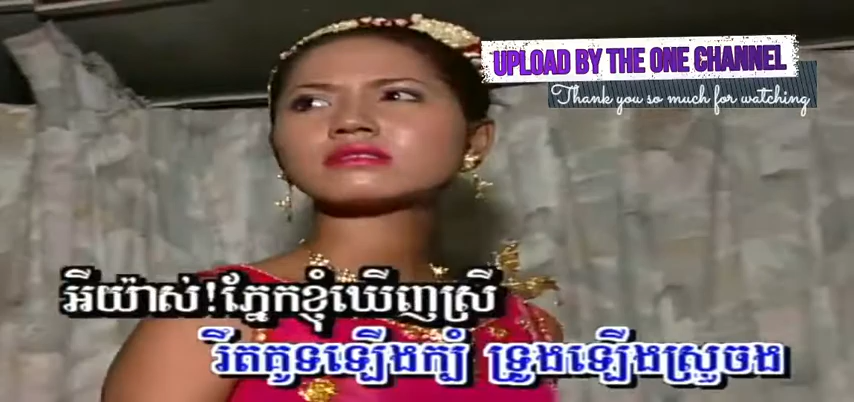 UPLOAD BY THE ONE CHANNEL
Thank you so much for watching
អីយ៉ាស់!ភ្នែកខ្ញុំឃើញស្រី
រឹតគូទឡើងក្បំ ទ្រូងឡើងស្រួចង